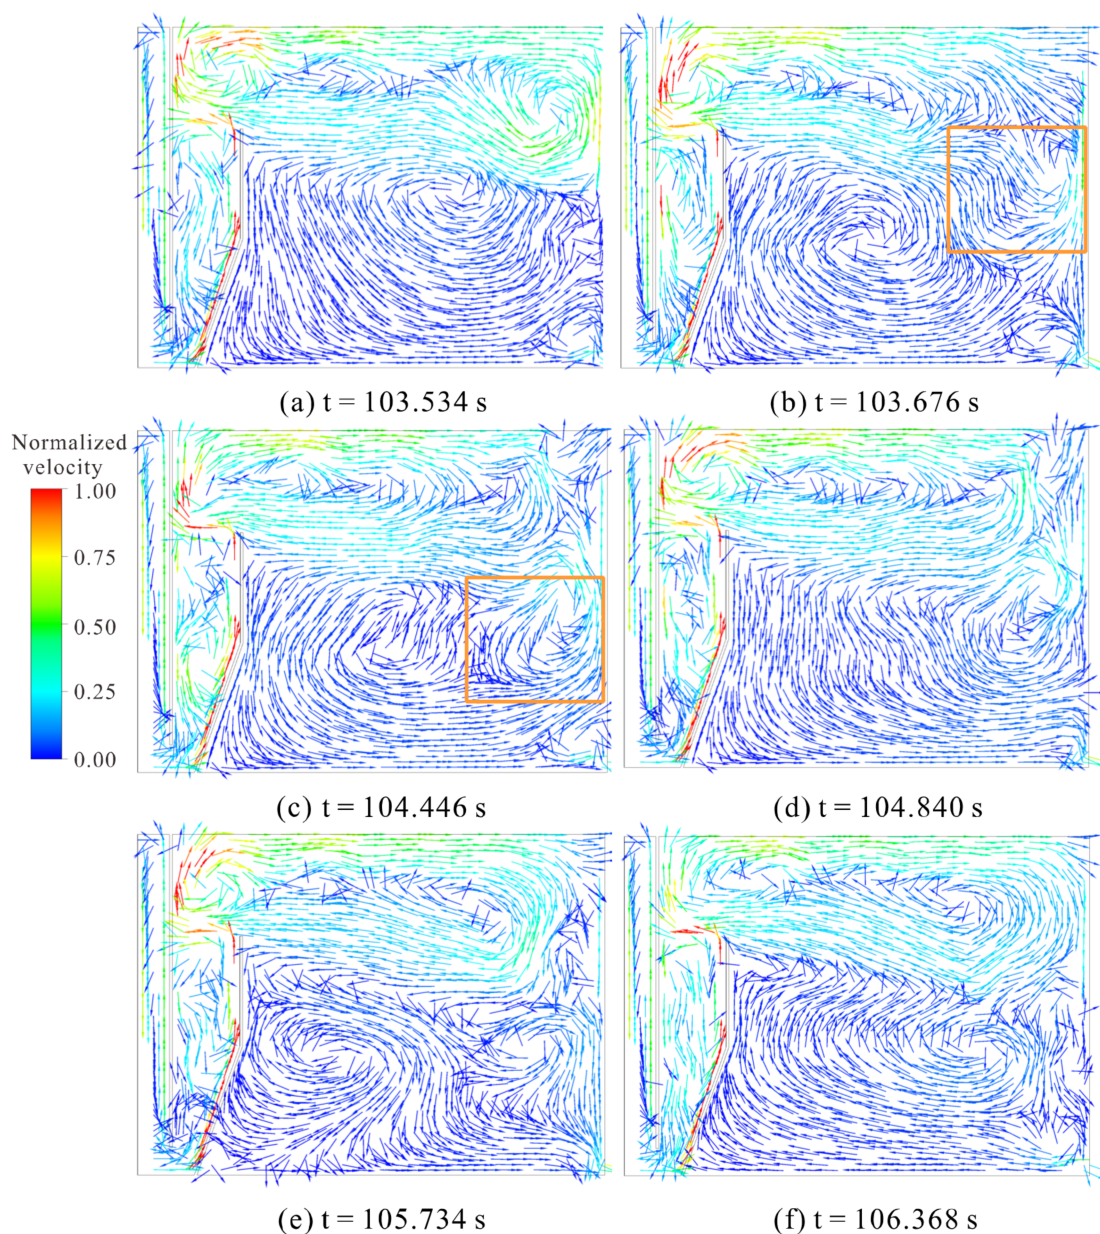 (a) t = 103.534 s
(b) t = 103.676 s
Normalized
velocity
1.00
0.75
0.50
0.25
0.00
(c) t = 104.446 s
(d) t = 104.840 s
(e) t = 105.734 s
(f) t = 106.368 s